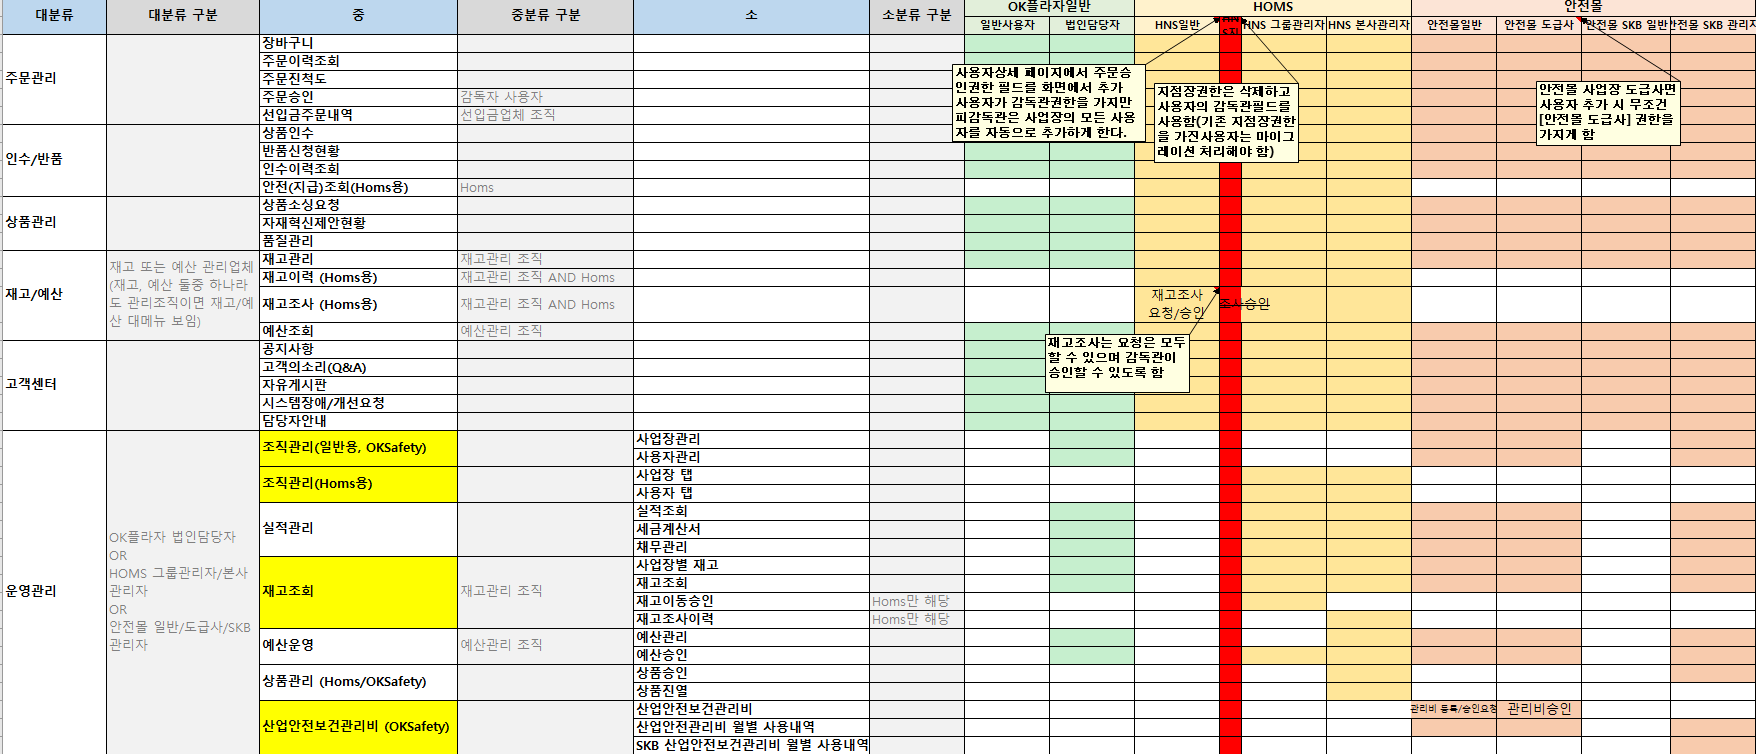 대분류 대분류 구분 중 중분류 구분 소 소분류 구분 OK플라자일반 HOMS 안전몰
일반사용자 법인담당자 HNS일반 HNS 그룹관리자 HNS 본사관리자 안전몰일반 안전몰 도급사 안전몰 SKB 일반 안전몰 SKB 관리자
주문관리
장바구니
주문이력조회
주문진척도
주문승인 감독자 사용자
선입금주문내역 선입금업체 조직
사용자상세 페이지에서 주문승
인권한 필드를 화면에서 추가
사용자가 감독관권한을 가지만
피감독관은 사업장의 모든 사용
자를 자동으로 추가하게 한다.
지점장권한은 삭제하고
사용자의 감독관필드를
사용함(기존 지점장권한
을 가진사용자는 마이그
레이션 처리해야 함)
안전몰 사업장 도급사면
사용자 추가 시 무조건
[안전몰 도급사] 권한을
가지게 함
인수/반품
상품인수
반품신청현황
인수이력조회
안전(지급)조회(Homs용) Homs
상품관리
상품소싱요청
자재혁신제안현황
품질관리
재고/예산
재고 또는 예산 관리업체
(재고, 예산 둘중 하나라
도 관리조직이면 재고/예
산 대메뉴 보임)
재고관리 재고관리 조직
재고이력 (Homs용) 재고관리 조직 AND Homs
재고조사 (Homs용) 재고관리 조직 AND Homs
재고조사
요청/승인
조사승인
예산조회 예산관리 조직
재고조사는 요청은 모두
할 수 있으며 감독관이
승인할 수 있도록 함
고객센터
공지사항
고객의소리(Q&A)
자유게시판
시스템장애/개선요청
담당자안내
운영관리
OK플라자 법인담당자
OR
HOMS 그룹관리자/본사
관리자
OR
안전몰 일반/도급사/SKB
관리자
조직관리(일반용, OKSafety)
사업장관리
사용자관리
조직관리(Homs용)
사업장 탭
사용자 탭
실적관리
실적조회
세금계산서
채무관리
재고조회 재고관리 조직
사업장별 재고
재고조회
재고이동승인 Homs만 해당
재고조사이력 Homs만 해당
예산운영 예산관리 조직
예산관리
예산승인
상품관리 (Homs/OKSafety)
상품승인
상품진열
산업안전보건관리비 (OKSafety)
산업안전보건관리비 관리비 등록/승인요청 관리비승인
산업안전관리비 월별 사용내역
SKB 산업안전보건관리비 월별 사용내역